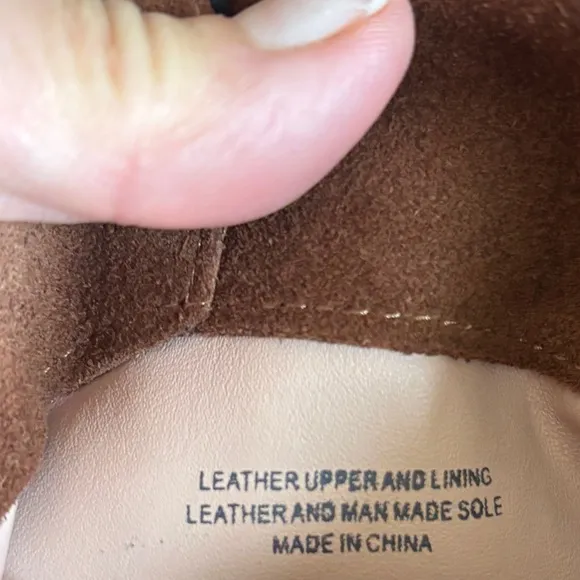 LEATHER UPPER AND LINING
LEATHER AND MAN MADE SOLE
MADE IN CHINA